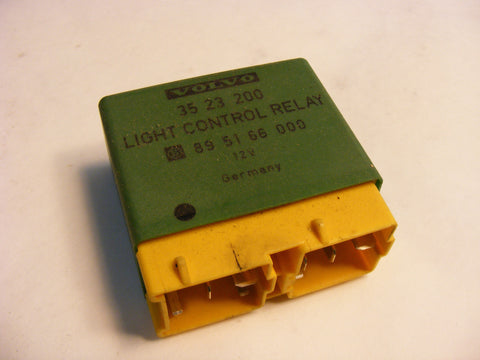 VOLVO
35 23 200
LIGHT CONTROL RELAY
89 51 66 000
12V
Germany